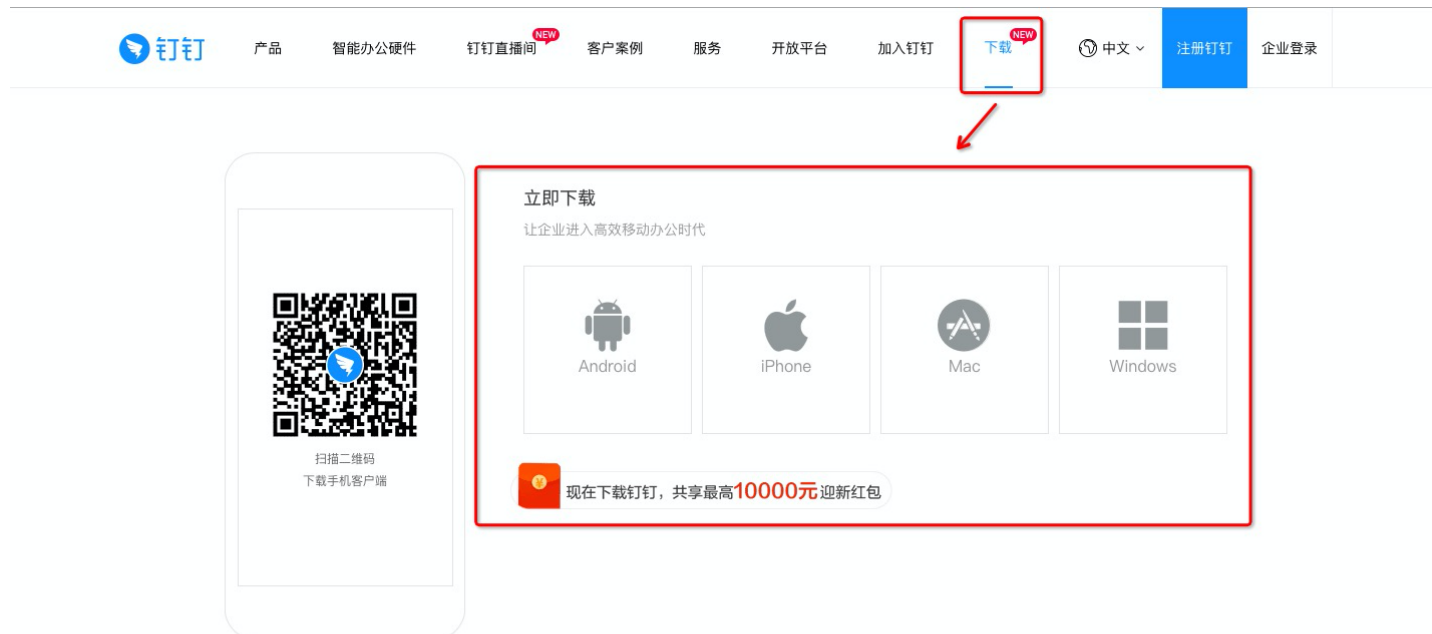 钉钉
产品
智能办公硬件
钉钉直播间
NEW
客户案例
服务
开放平台
加入钉钉
下载
NEW
中文
注册钉钉
企业登录
扫描二维码
下载手机客户端
立即下载
让企业进入高效移动办公时代
Android
iPhone
Mac
Windows
现在下载钉钉，共享最高10000元迎新红包